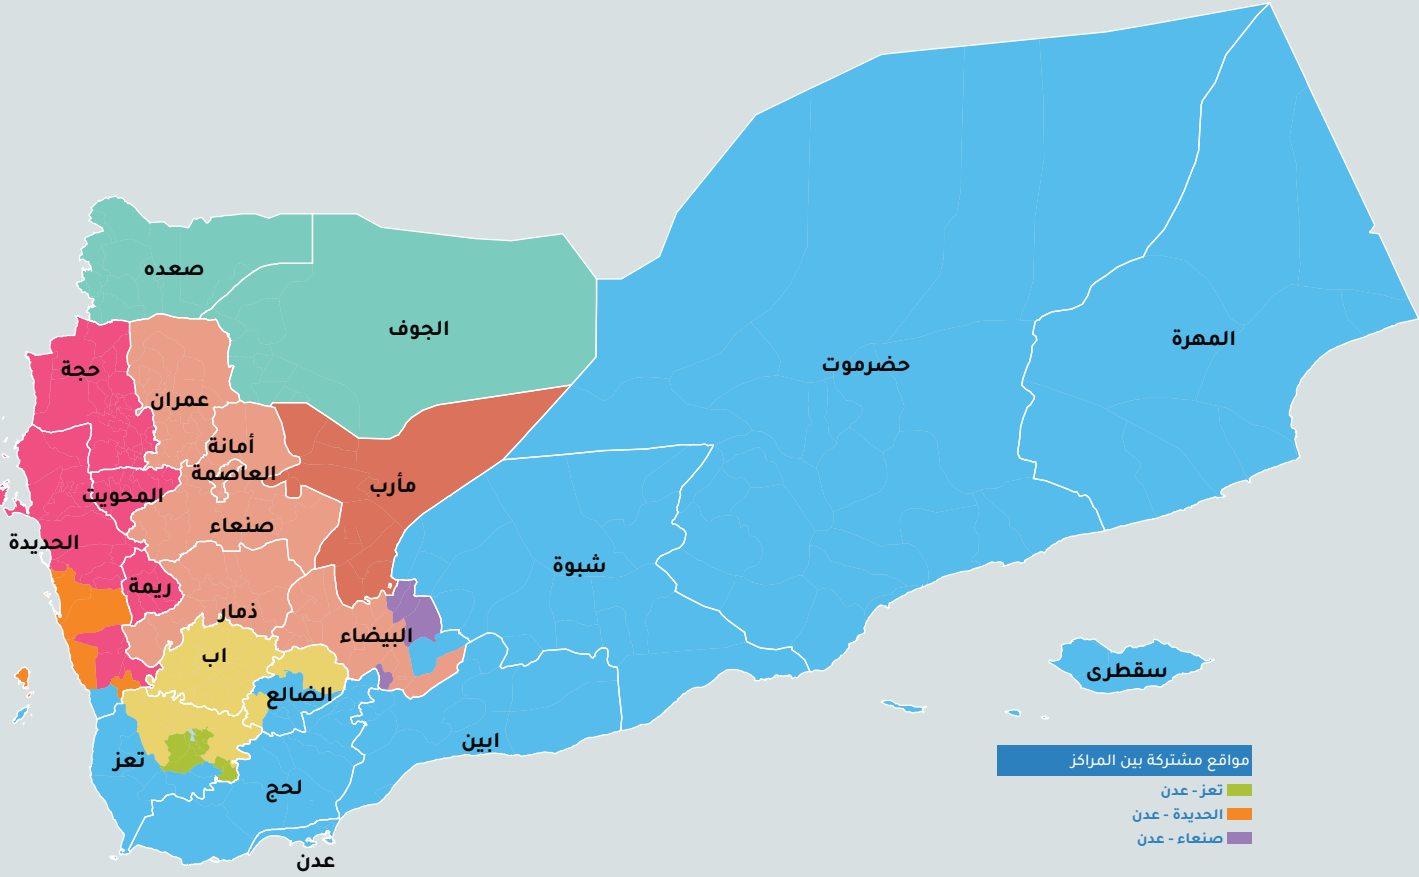 صعده
الجوف
المهرة
حضرموت
حجة
عمران
أمانة
العاصمة
مأرب
المحويت
صنعاء
الحديدة
شبوة
ريمة
ذمار
البيضاء
اب
سقطرى
الضالع
ابين
تعز
لحج
عدن
مواقع مشتركة بين المراكز
تعز - عدن
الحديدة - عدن
صنعاء - عدن